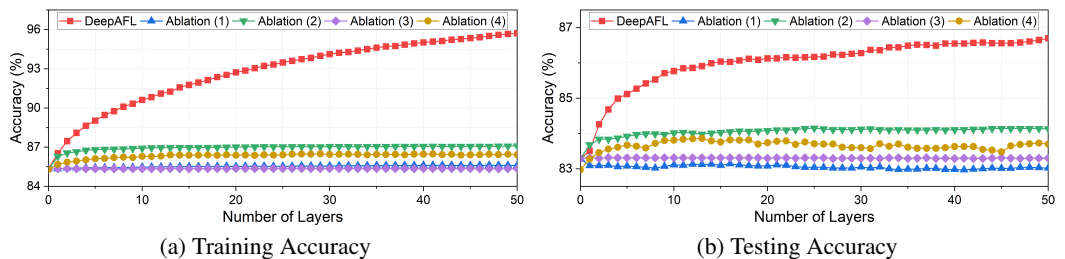 DeepAFL Ablation (1) Ablation (2) Ablation (3) Ablation (4)
96
93
90
87
84
Accuracy (%)
0 10 20 30 40 50
Number of Layers
(a) Training Accuracy
DeepAFL Ablation (1) Ablation (2) Ablation (3) Ablation (4)
87
85
83
Accuracy (%)
0 10 20 30 40 50
Number of Layers
(b) Testing Accuracy